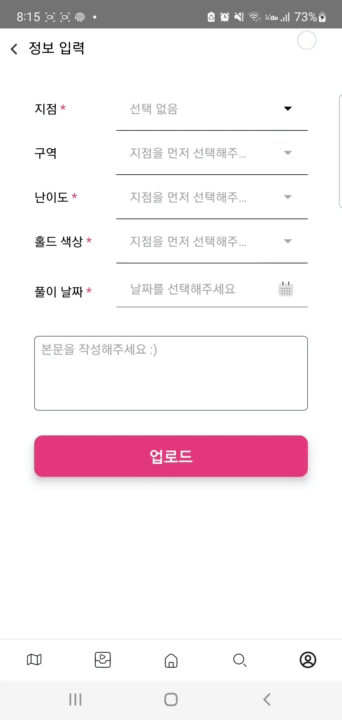 8:15
73%
정보 입력
지점 *
선택 없음
구역
지점을 먼저 선택해주...
난이도 *
지점을 먼저 선택해주...
홀드 색상 *
지점을 먼저 선택해주...
풀이 날짜 *
날짜를 선택해주세요
본문을 작성해주세요 :)
업로드